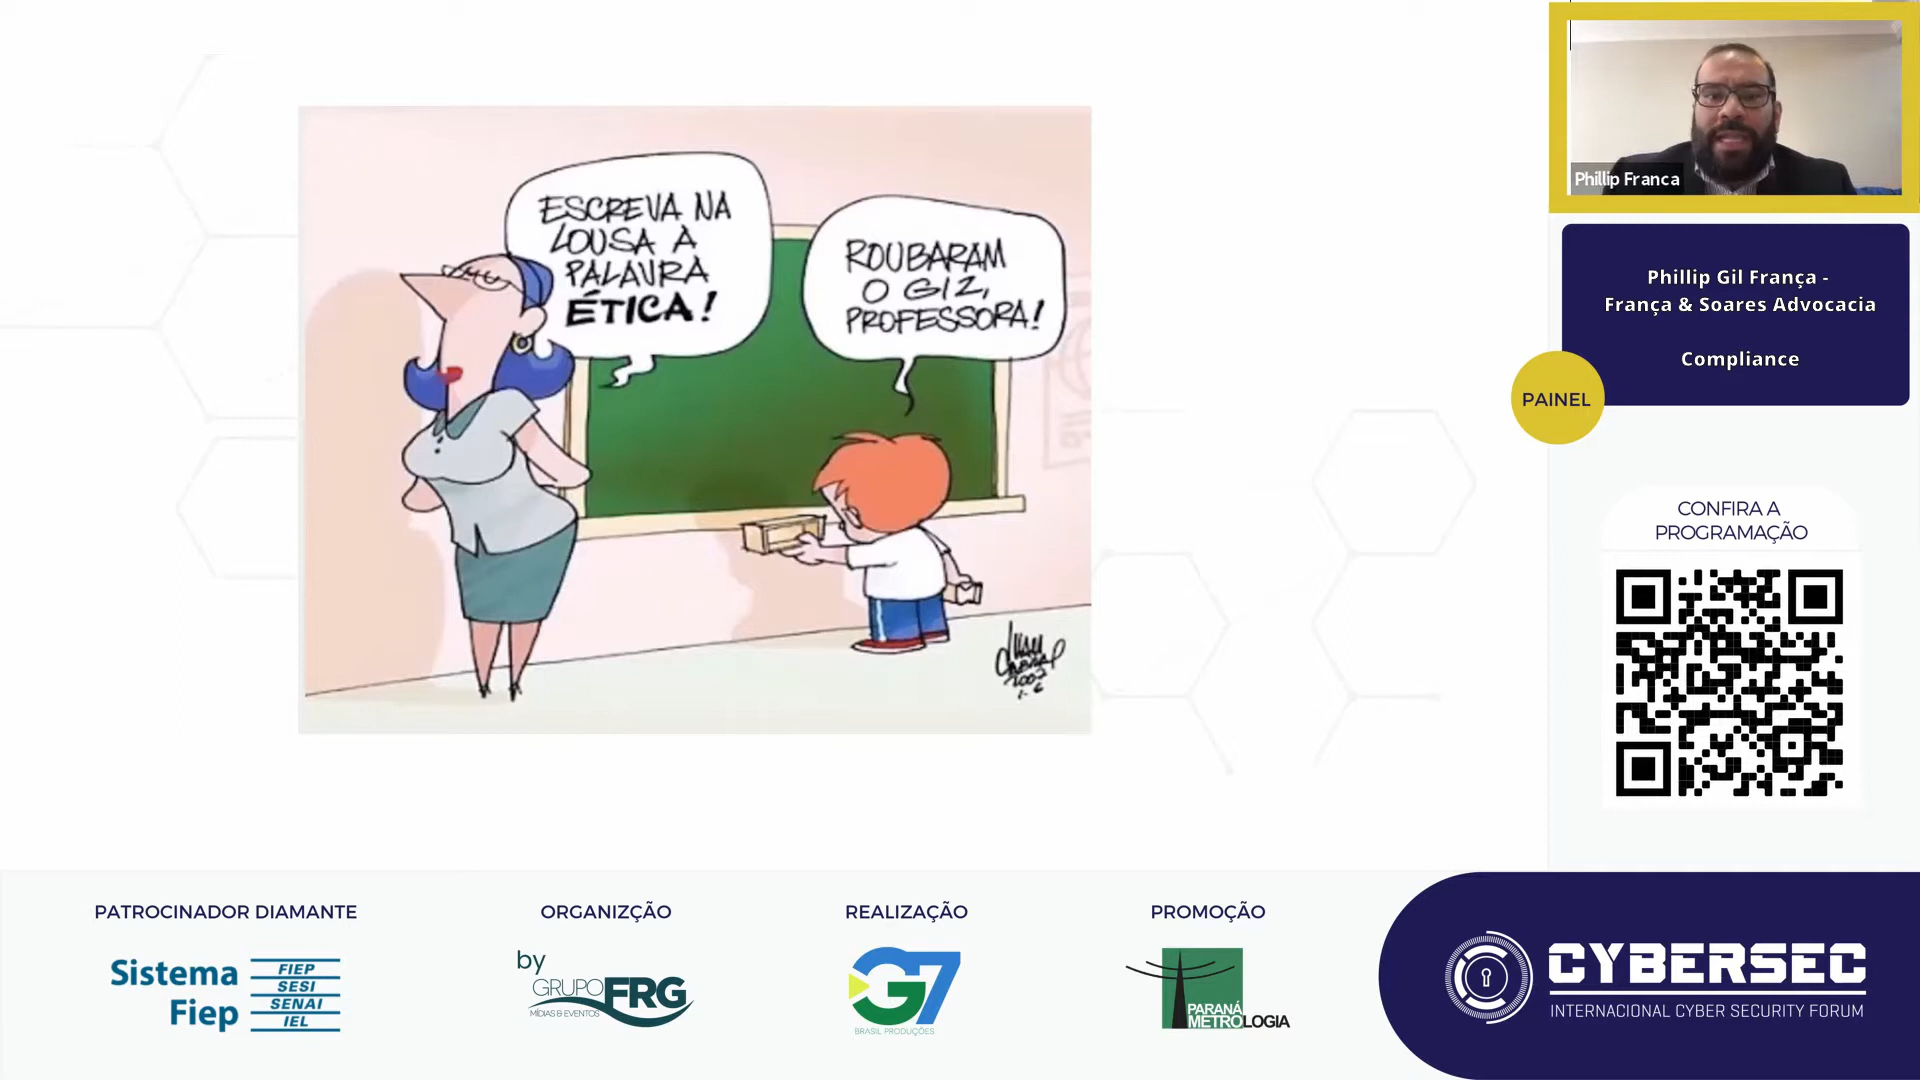 ESCREVA NA
LOUSA A
PALAVRA
ÉTICA!
ROUBARAM
O GIZ,
PROFESSORA!
CABRAL
2007
Phillip Franca
Phillip Gil França -
França & Soares Advocacia
Compliance
PAINEL
CONFIRA A
PROGRAMAÇÃO
PATROCINADOR DIAMANTE
Sistema
Fiep
FIEP
SESI
SENAI
IEL
ORGANIZÇÃO
by
GRUPO FRG
MÍDIAS & EVENTOS
REALIZAÇÃO
G7
BRASIL PRODUÇÕES
PROMOÇÃO
PARANÁ
METROLOGIA
CYBERSEC
INTERNACIONAL CYBER SECURITY FORUM